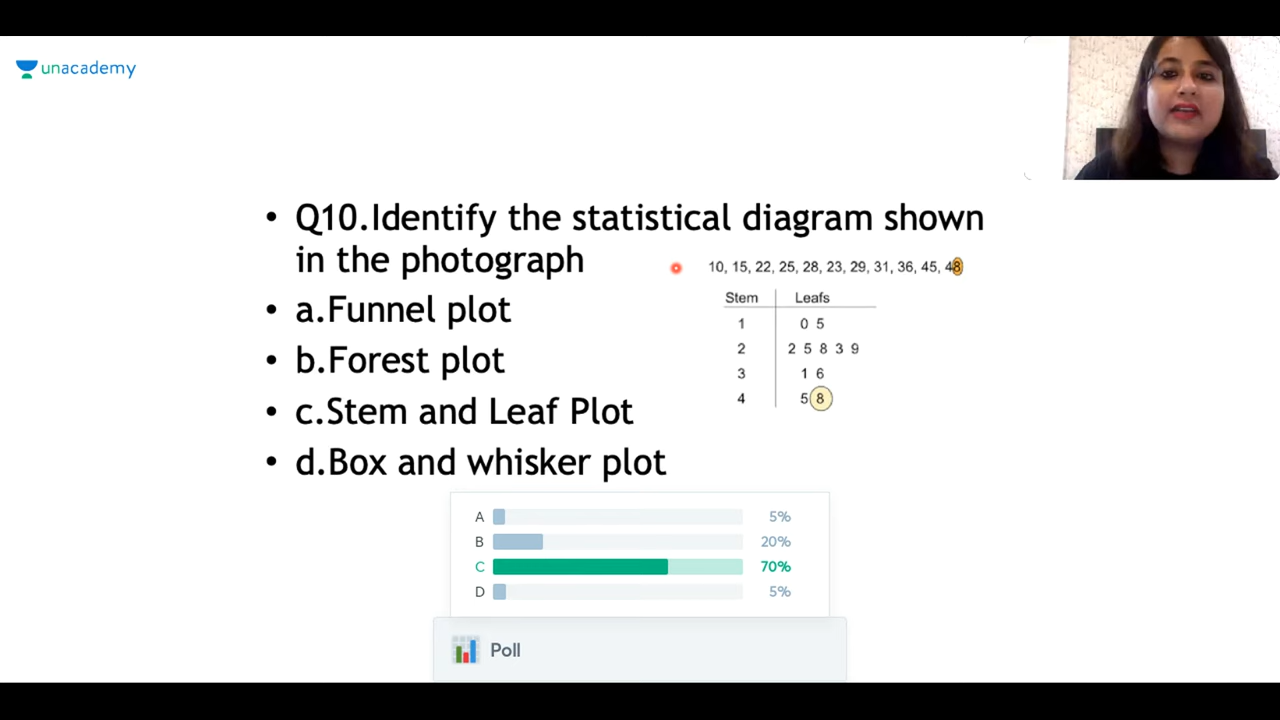 unacademy
• Q10.Identify the statistical diagram shown
in the photograph
10, 15, 22, 25, 28, 23, 29, 31, 36, 45, 48
Stem Leafs
1 0 5
2 2 5 8 3 9
3 1 6
4 5 8
• a.Funnel plot
• b.Forest plot
• c.Stem and Leaf Plot
• d.Box and whisker plot
A 5%
B 20%
C 70%
D 5%
Poll